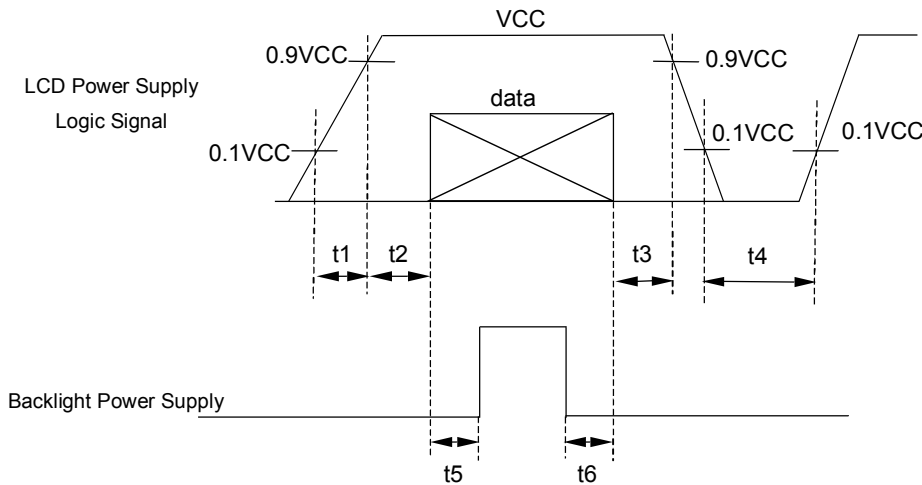 VCC
0.9VCC
0.9VCC
LCD Power Supply
Logic Signal
data
0.1VCC
0.1VCC
0.1VCC
t1
t2
t3
t4
Backlight Power Supply
t5
t6